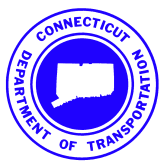 CONNECTICUT
DEPARTMENT OF TRANSPORTATION